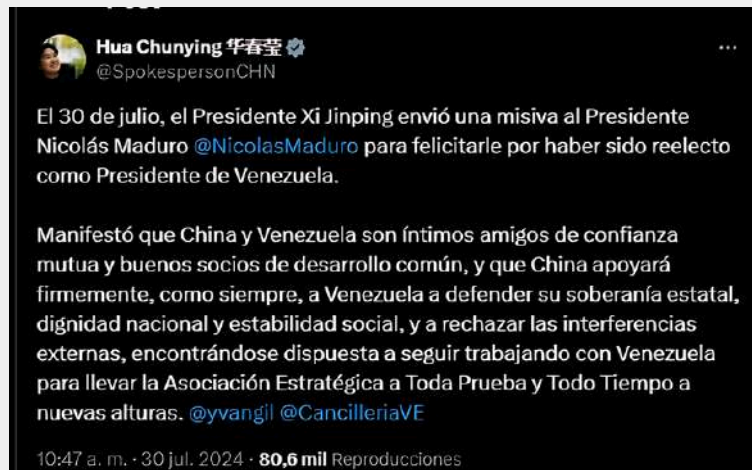 Hua Chunying 华春莹
@SpokespersonCHN
El 30 de julio, el Presidente Xi Jinping envió una misiva al Presidente
Nicolás Maduro @NicolasMaduro para felicitarle por haber sido reelecto
como Presidente de Venezuela.
Manifestó que China y Venezuela son íntimos amigos de confianza
mutua y buenos socios de desarrollo común, y que China apoyará
firmemente, como siempre, a Venezuela a defender su soberanía estatal,
dignidad nacional y estabilidad social, y a rechazar las interferencias
externas, encontrándose dispuesta a seguir trabajando con Venezuela
para llevar la Asociación Estratégica a Toda Prueba y Todo Tiempo a
nuevas alturas. @yvangil @CancilleriaVE
10:47 a. m. · 30 jul. 2024 · 80,6 mil Reproducciones